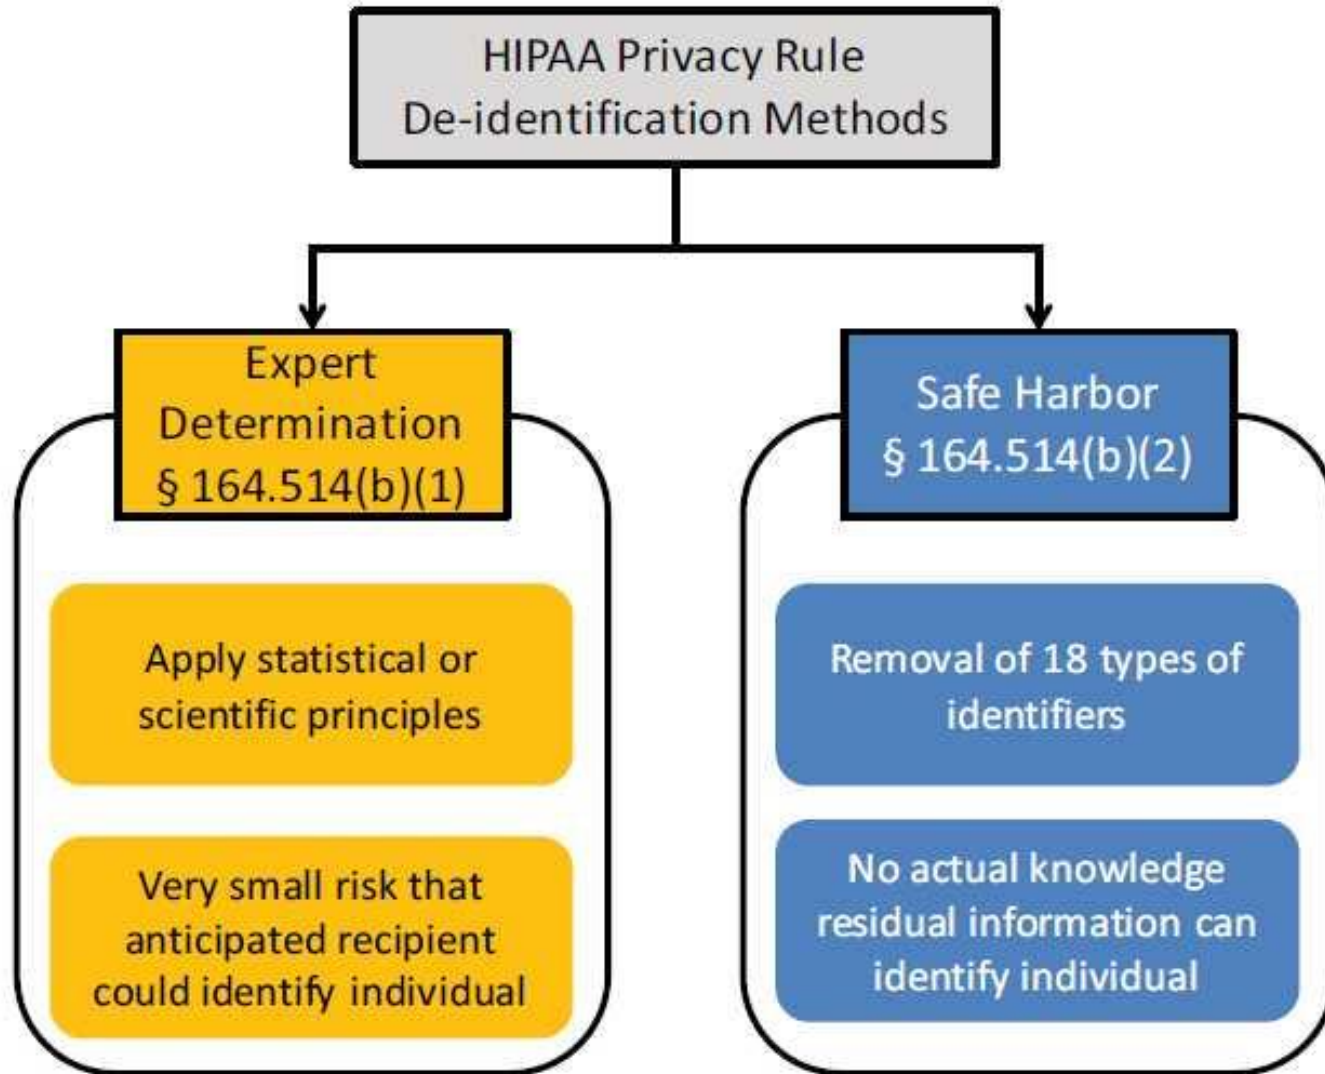 HIPAA Privacy Rule
De-identification Methods
Expert
Determination
§ 164.514(b)(1)
Apply statistical or
scientific principles
Very small risk that
anticipated recipient
could identify individual
Safe Harbor
§ 164.514(b)(2)
Removal of 18 types of
identifiers
No actual knowledge
residual information can
identify individual